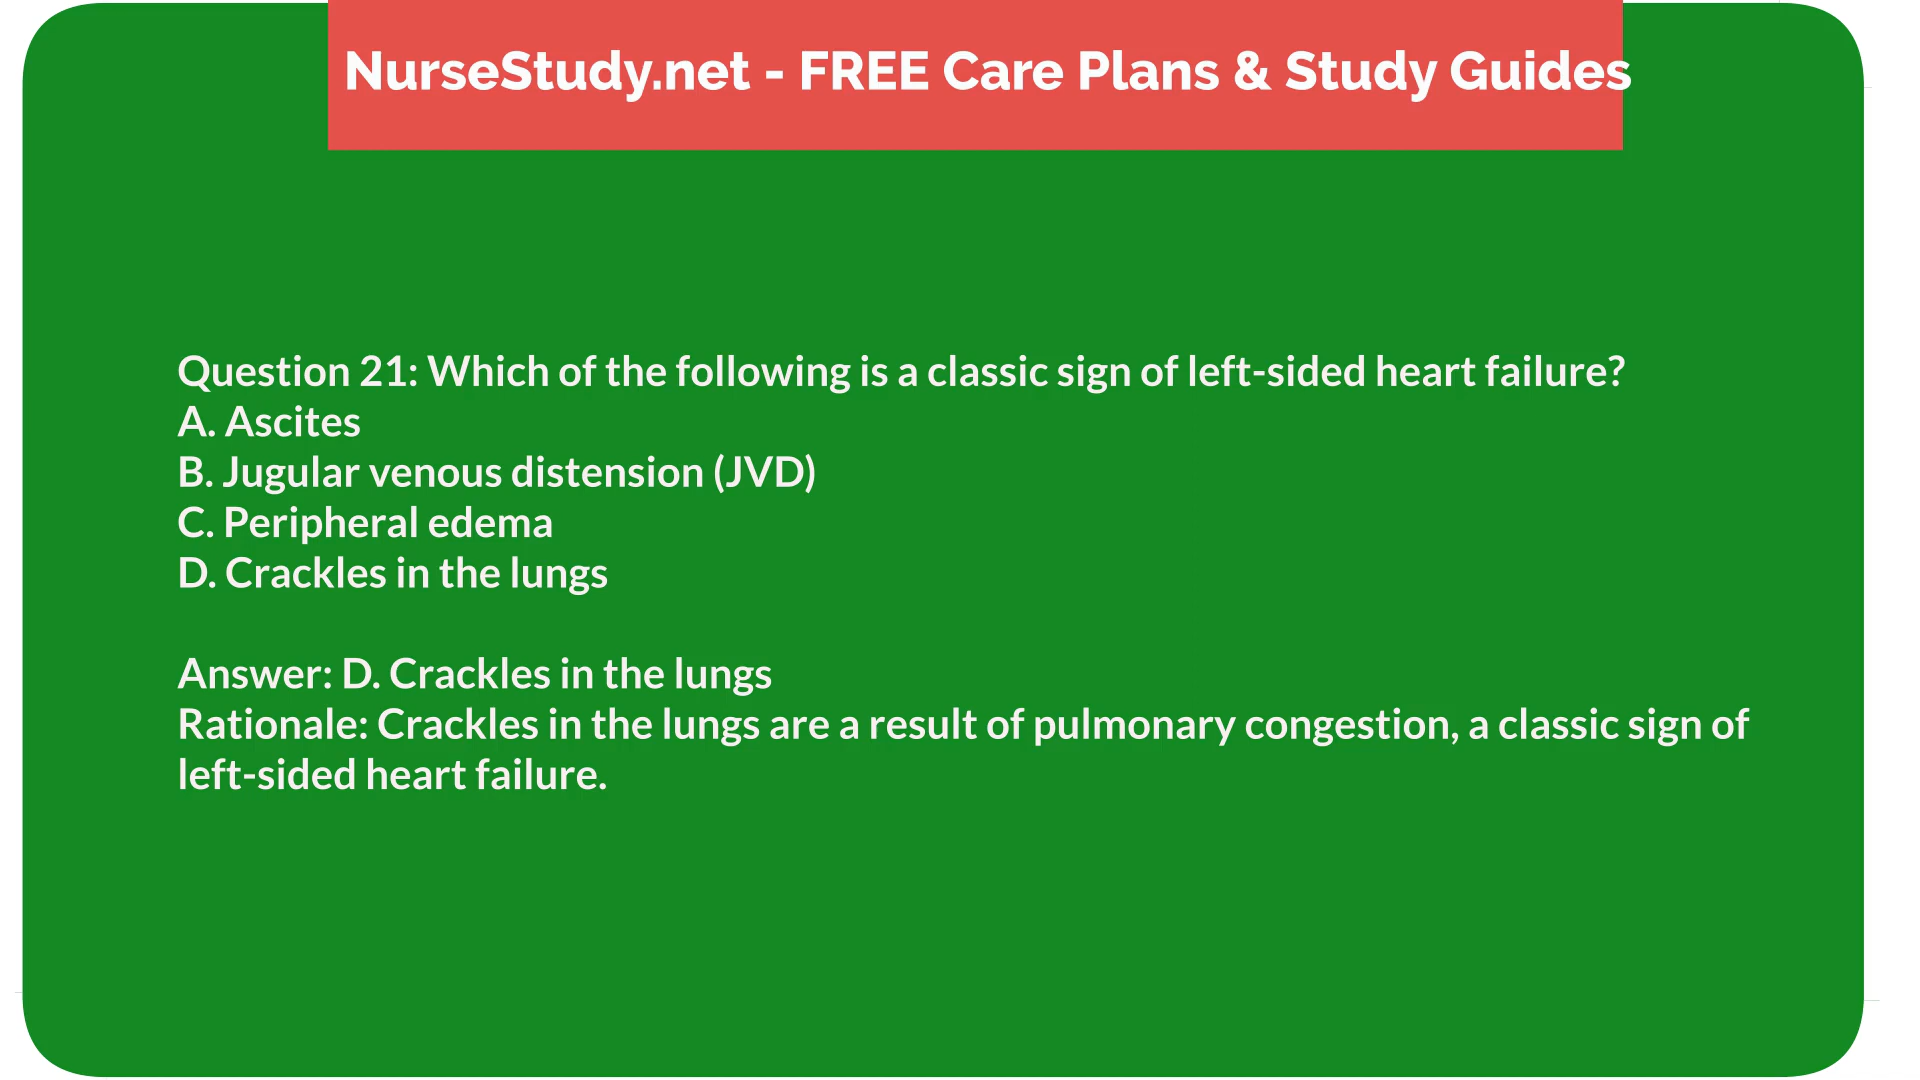 NurseStudy.net - FREE Care Plans & Study Guides
Question 21: Which of the following is a classic sign of left-sided heart failure?
A. Ascites
B. Jugular venous distension (JVD)
C. Peripheral edema
D. Crackles in the lungs
Answer: D. Crackles in the lungs
Rationale: Crackles in the lungs are a result of pulmonary congestion, a classic sign of
left-sided heart failure.